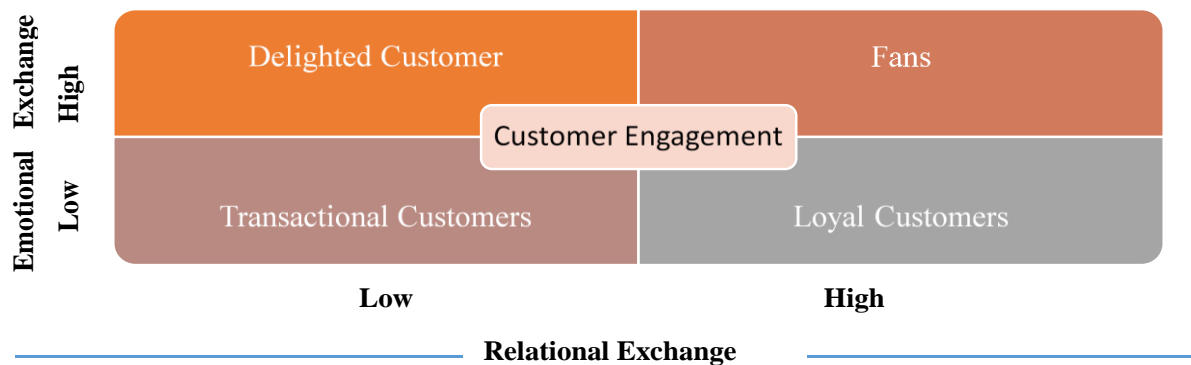 Emotional Exchange
High
Low
Delighted Customer
Fans
Customer Engagement
Transactional Customers
Loyal Customers
Low
High
Relational Exchange